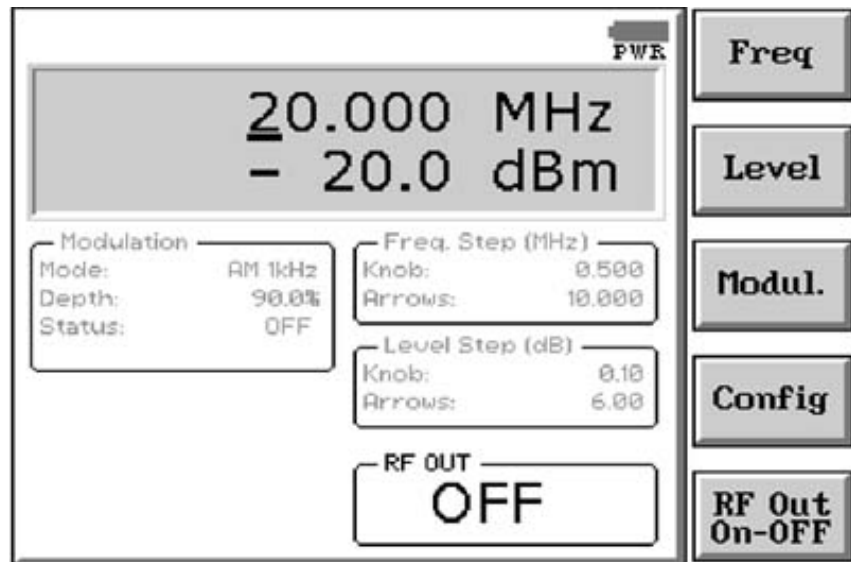 PWR
20.000 MHz
- 20.0 dBm
Modulation
Mode: AM 1kHz
Depth: 90.0%
Status: OFF
Freq. Step (MHz)
Knob: 0.500
Arrows: 10.000
Level Step (dB)
Knob: 0.10
Arrows: 6.00
RF OUT
OFF
Freq
Level
Modul.
Config
RF Out
On-OFF